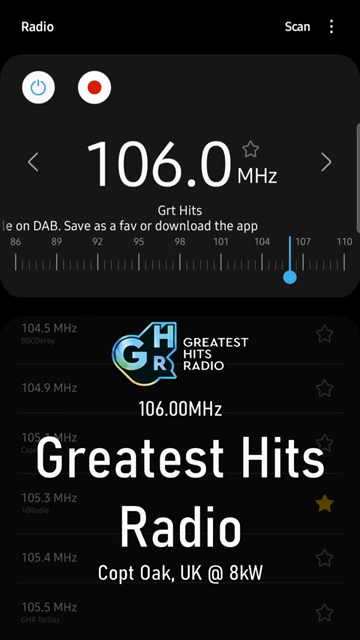 Radio
Scan
106.0 MHz
Grt Hits
le on DAB. Save as a fav or download the app
86 89 92 95 98 101 104 107 110
104.5 MHz
BBCDerby
GHR
GREATEST
HITS
RADIO
104.9 MHz
106.00MHz
105.1 MHz
Capi
Greatest Hits
105.3 MHz
10Radio
Radio
105.4 MHz
Copt Oak, UK @ 8kW
105.5 MHz
GHR Torbay